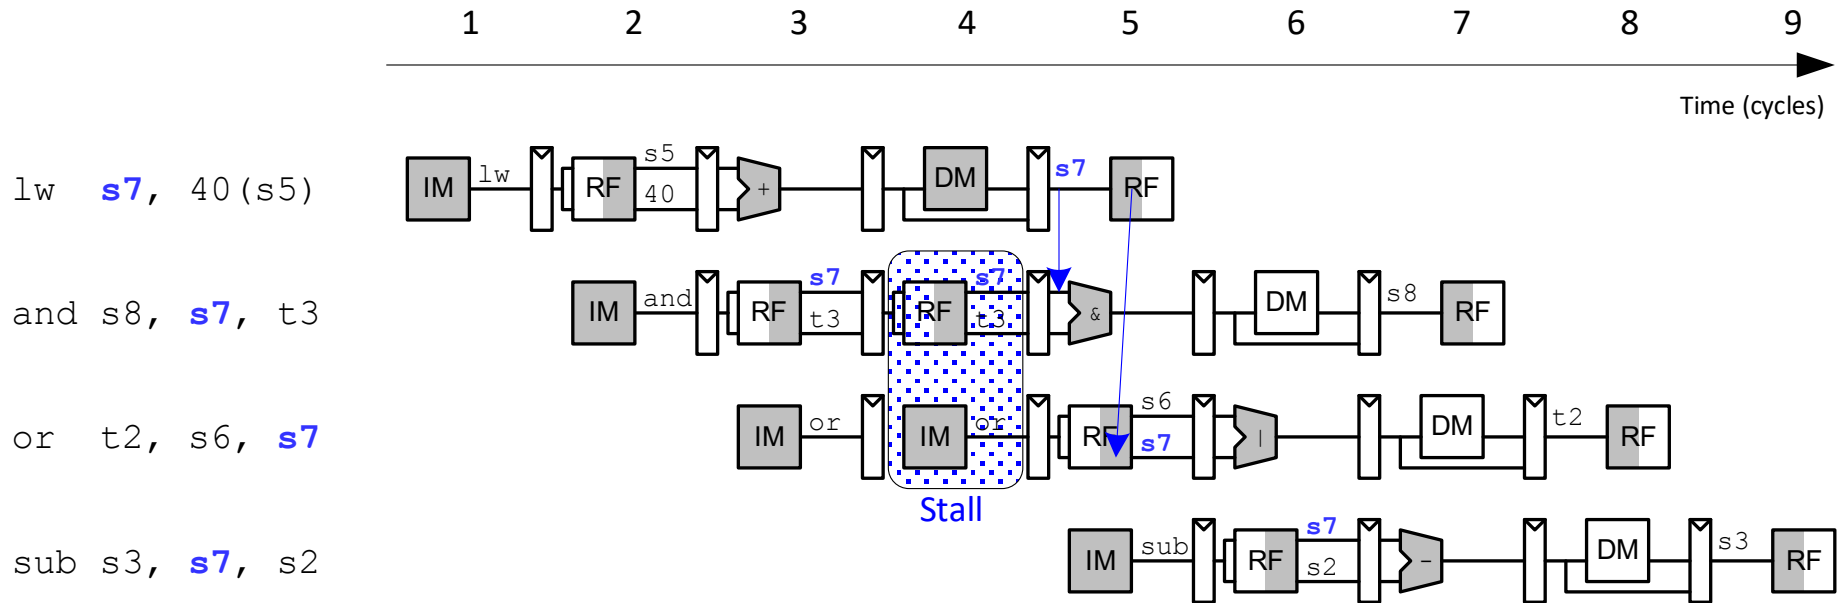 1 2 3 4 5 6 7 8 9
Time (cycles)
lw s7, 40(s5)
IM lw RF s5 40 + DM s7 RF
and s8, s7, t3
IM and RF s7 t3 RF s7 t3 & DM s8 RF
or t2, s6, s7
IM or IM or RF s6 s7 | DM t2 RF
Stall
sub s3, s7, s2
IM sub RF s7 s2 - DM s3 RF